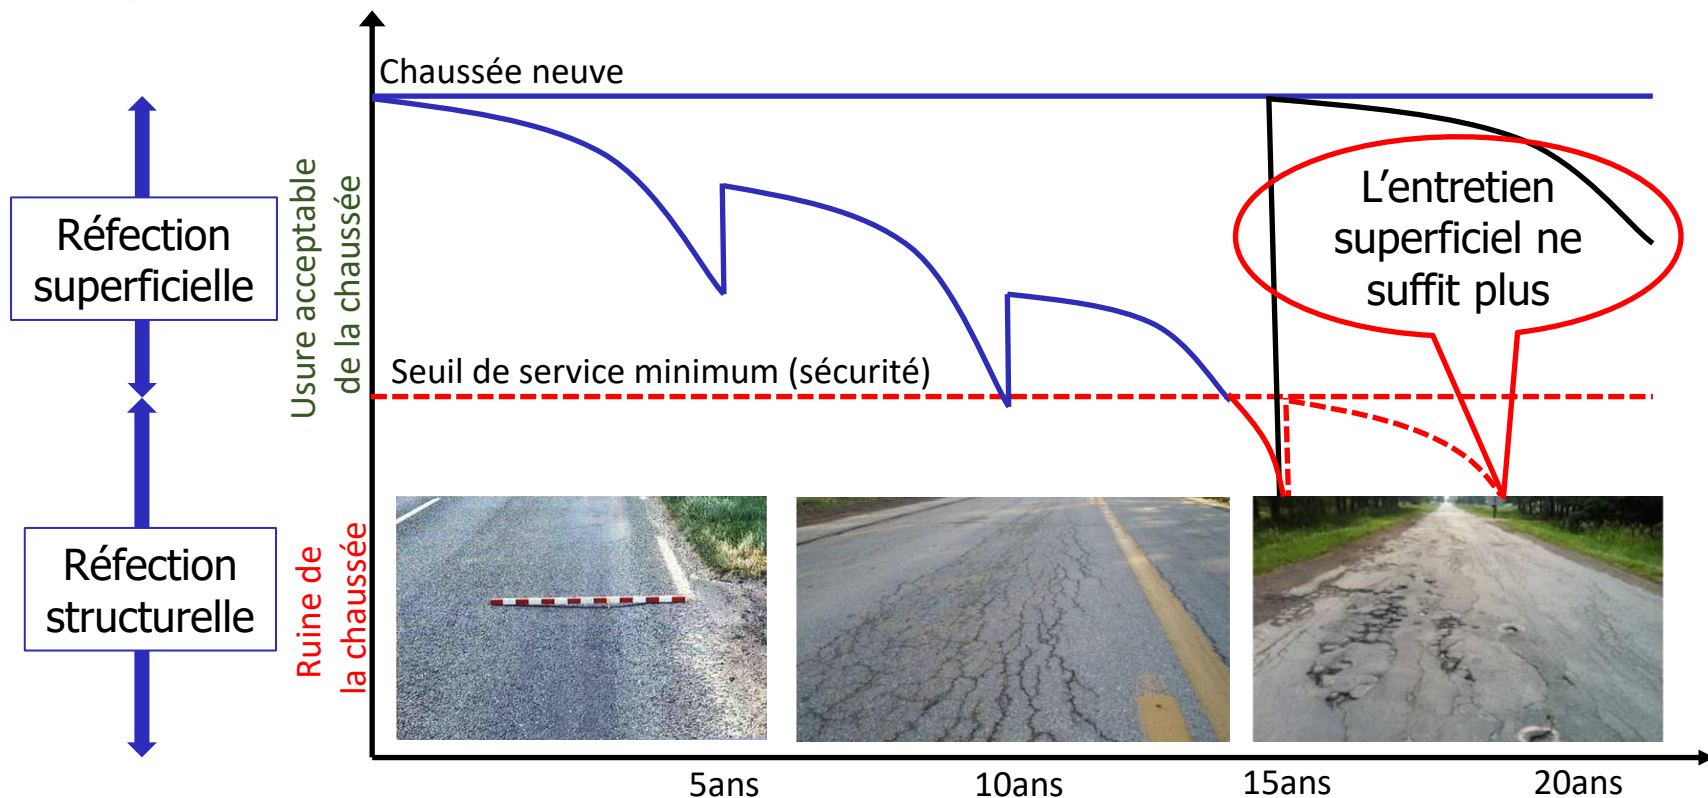 Chaussée neuve
Réfection
superficielle
Usure acceptable
de la chaussée
L’entretien
superficiel ne
suffit plus
Seuil de service minimum (sécurité)
Réfection
structurelle
Ruine de
la chaussée
5ans
10ans
15ans
20ans